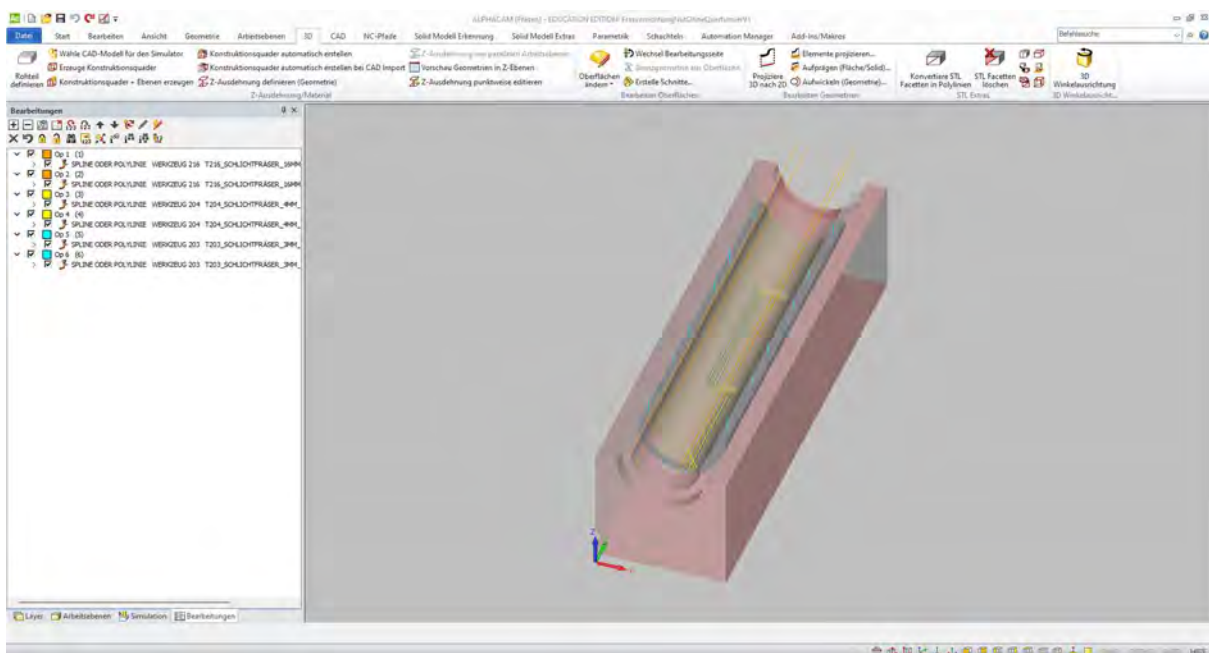 ALPHACAM (Fräsen) - EDUCATION EDITION
Datei Start Bearbeiten Ansicht Geometrie Arbeitsebenen 3D CAD NC-Pfade Solid Modell Erkennung Solid Modell Extras Parametrik Schachteln Automation Manager Add-Ins/Makros Befehlssuche
Wähle CAD-Modell für den Simulator Konstruktionsquader automatisch erstellen Wechsel Bearbeitungsseite Elemente projizieren...
Erzeuge Konstruktionsquader Konstruktionsquader automatisch erstellen bei CAD Import Vorschau Geometrien in Z-Ebenen Aufprägen (Fläche/Solid)...
Konstruktionsquader + Ebenen erzeugen Z-Ausdehnung definieren (Geometrie) Z-Ausdehnung punktweise editieren Erstelle Schnitte... Aufwickeln (Geometrie)...
Rohteil definieren
Oberflächen ändern
Projiziere 3D nach 2D
Konvertiere STL Facetten in Polylinien
STL Facetten löschen
3D Winkelausrichtung
Z-Ausdehnung/Material Bearbeiten Oberflächen Bearbeiten Geometrien STL Extras 3D Winkelausricht...
Bearbeitungen
Op 1 (1)
SPLINE ODER POLYLINIE WERKZEUG 216 T216_SCHLICHTFRÄSER_16MM
Op 2 (2)
SPLINE ODER POLYLINIE WERKZEUG 216 T216_SCHLICHTFRÄSER_16MM
Op 3 (3)
SPLINE ODER POLYLINIE WERKZEUG 204 T204_SCHLICHTFRÄSER_4MM_
Op 4 (4)
SPLINE ODER POLYLINIE WERKZEUG 204 T204_SCHLICHTFRÄSER_4MM_
Op 5 (5)
SPLINE ODER POLYLINIE WERKZEUG 203 T203_SCHLICHTFRÄSER_3MM_
Op 6 (6)
SPLINE ODER POLYLINIE WERKZEUG 203 T203_SCHLICHTFRÄSER_3MM_
Z
Layer Arbeitsebenen Simulation Bearbeitungen